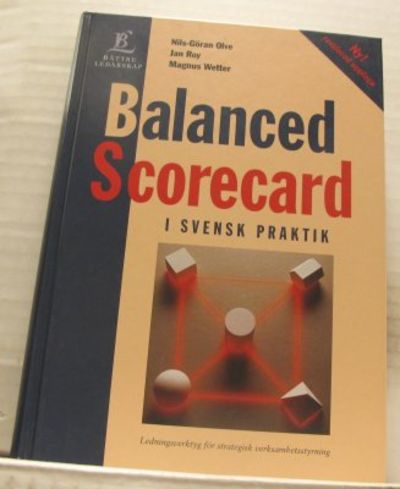 BÄTTRE
LEDARSKAP
Nils-Göran Olve
Jan Roy
Magnus Wetter
Ny!
reviderad upplaga
Balanced
Scorecard
I SVENSK PRAKTIK
Ledningsverktyg för strategisk verksamhetsstyrning